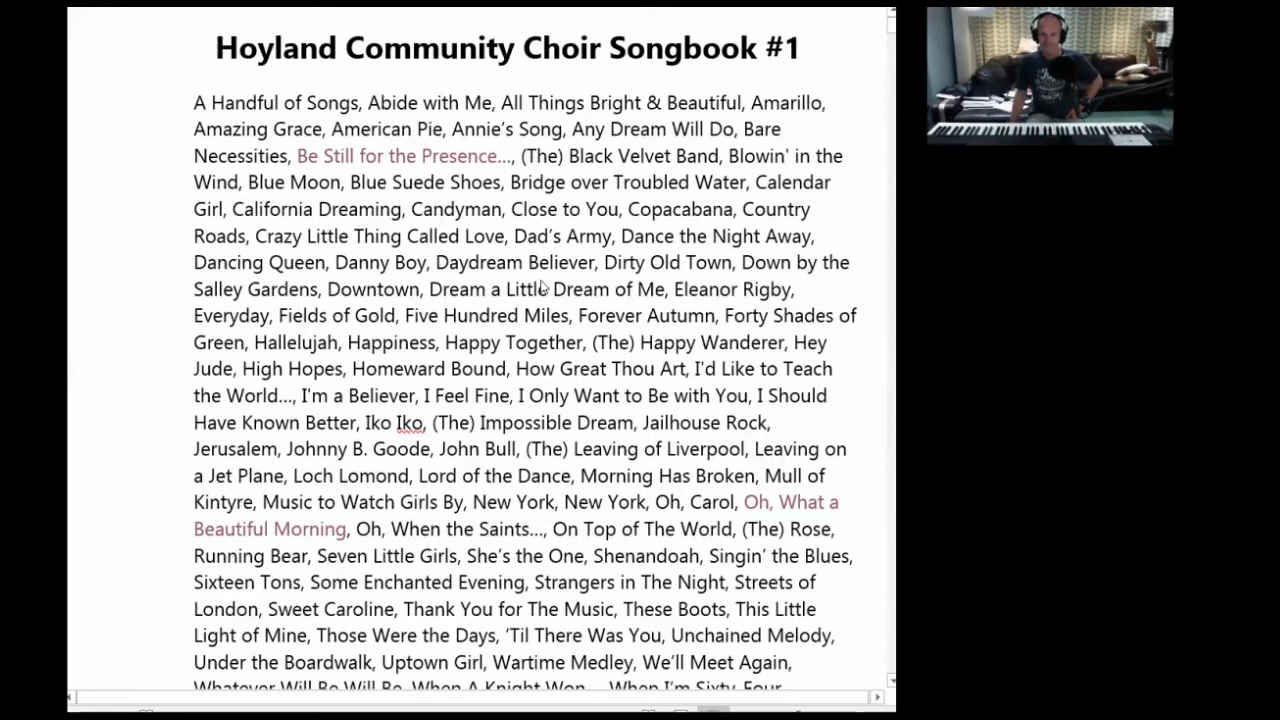 Hoyland Community Choir Songbook #1
A Handful of Songs, Abide with Me, All Things Bright & Beautiful, Amarillo,
Amazing Grace, American Pie, Annie's Song, Any Dream Will Do, Bare
Necessities, Be Still for the Presence..., (The) Black Velvet Band, Blowin' in the
Wind, Blue Moon, Blue Suede Shoes, Bridge over Troubled Water, Calendar
Girl, California Dreaming, Candyman, Close to You, Copacabana, Country
Roads, Crazy Little Thing Called Love, Dad's Army, Dance the Night Away,
Dancing Queen, Danny Boy, Daydream Believer, Dirty Old Town, Down by the
Salley Gardens, Downtown, Dream a Little Dream of Me, Eleanor Rigby,
Everyday, Fields of Gold, Five Hundred Miles, Forever Autumn, Forty Shades of
Green, Hallelujah, Happiness, Happy Together, (The) Happy Wanderer, Hey
Jude, High Hopes, Homeward Bound, How Great Thou Art, I'd Like to Teach
the World..., I'm a Believer, I Feel Fine, I Only Want to Be with You, I Should
Have Known Better, Iko Iko, (The) Impossible Dream, Jailhouse Rock,
Jerusalem, Johnny B. Goode, John Bull, (The) Leaving of Liverpool, Leaving on
a Jet Plane, Loch Lomond, Lord of the Dance, Morning Has Broken, Mull of
Kintyre, Music to Watch Girls By, New York, New York, Oh, Carol, Oh, What a
Beautiful Morning, Oh, When the Saints..., On Top of The World, (The) Rose,
Running Bear, Seven Little Girls, She's the One, Shenandoah, Singin' the Blues,
Sixteen Tons, Some Enchanted Evening, Strangers in The Night, Streets of
London, Sweet Caroline, Thank You for The Music, These Boots, This Little
Light of Mine, Those Were the Days, 'Til There Was You, Unchained Melody,
Under the Boardwalk, Uptown Girl, Wartime Medley, We'll Meet Again,
Whatever Will Be Will Be, When A Knight Won..., When I'm Sixty-Four,